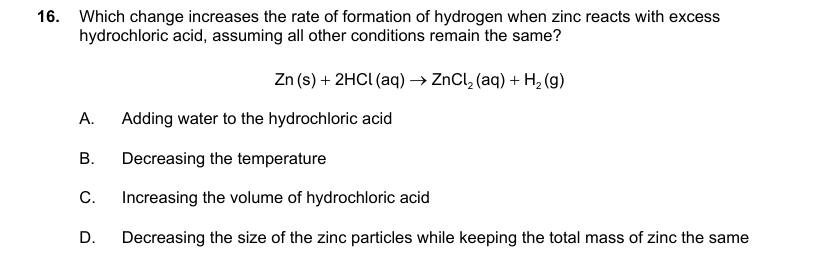 16. Which change increases the rate of formation of hydrogen when zinc reacts with excess
hydrochloric acid, assuming all other conditions remain the same?
Zn (s) + 2HCl (aq) → ZnCl₂ (aq) + H₂ (g)
A. Adding water to the hydrochloric acid
B. Decreasing the temperature
C. Increasing the volume of hydrochloric acid
D. Decreasing the size of the zinc particles while keeping the total mass of zinc the same